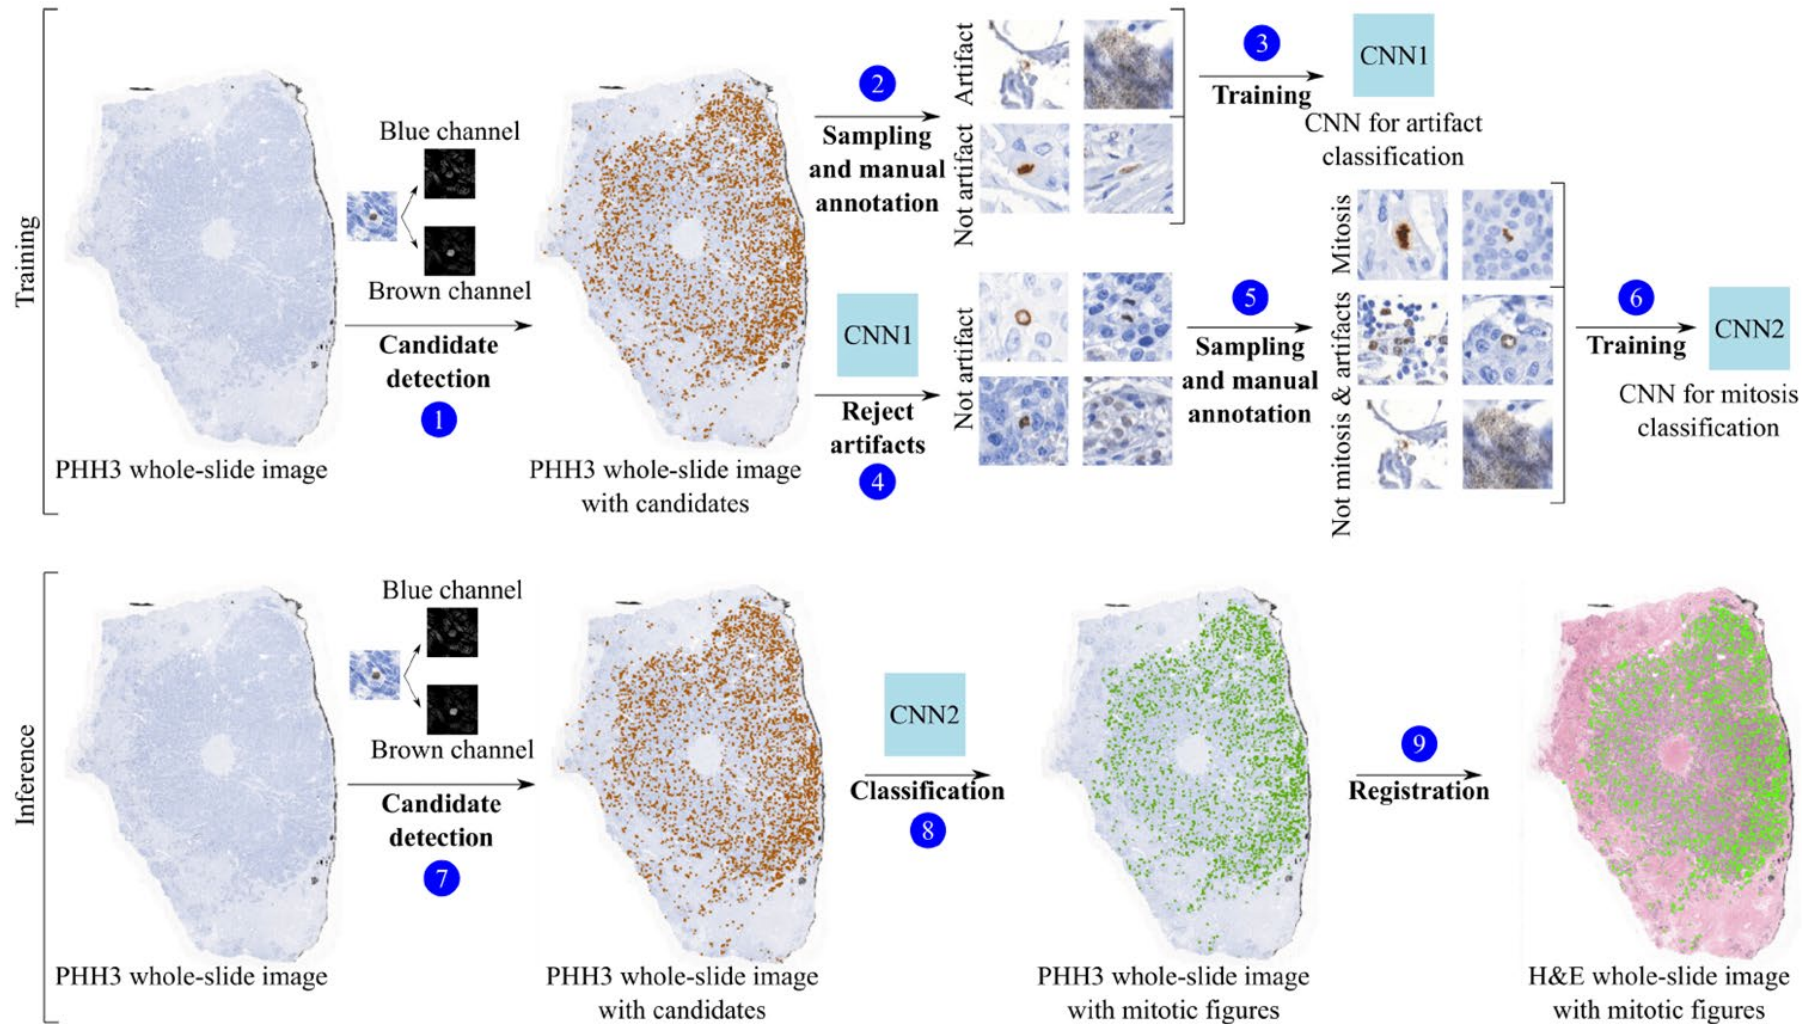 Training
PHH3 whole-slide image
Blue channel
Brown channel
Candidate
detection
1
PHH3 whole-slide image
with candidates
2
Sampling
and manual
annotation
Artifact
Not artifact
3
Training
CNN1
CNN for artifact
classification
CNN1
Reject
artifacts
4
Not artifact
5
Sampling
and manual
annotation
Mitosis
Not mitosis & artifacts
6
Training
CNN2
CNN for mitosis
classification
Inference
PHH3 whole-slide image
Blue channel
Brown channel
Candidate
detection
7
PHH3 whole-slide image
with candidates
CNN2
Classification
8
PHH3 whole-slide image
with mitotic figures
9
Registration
H&E whole-slide image
with mitotic figures